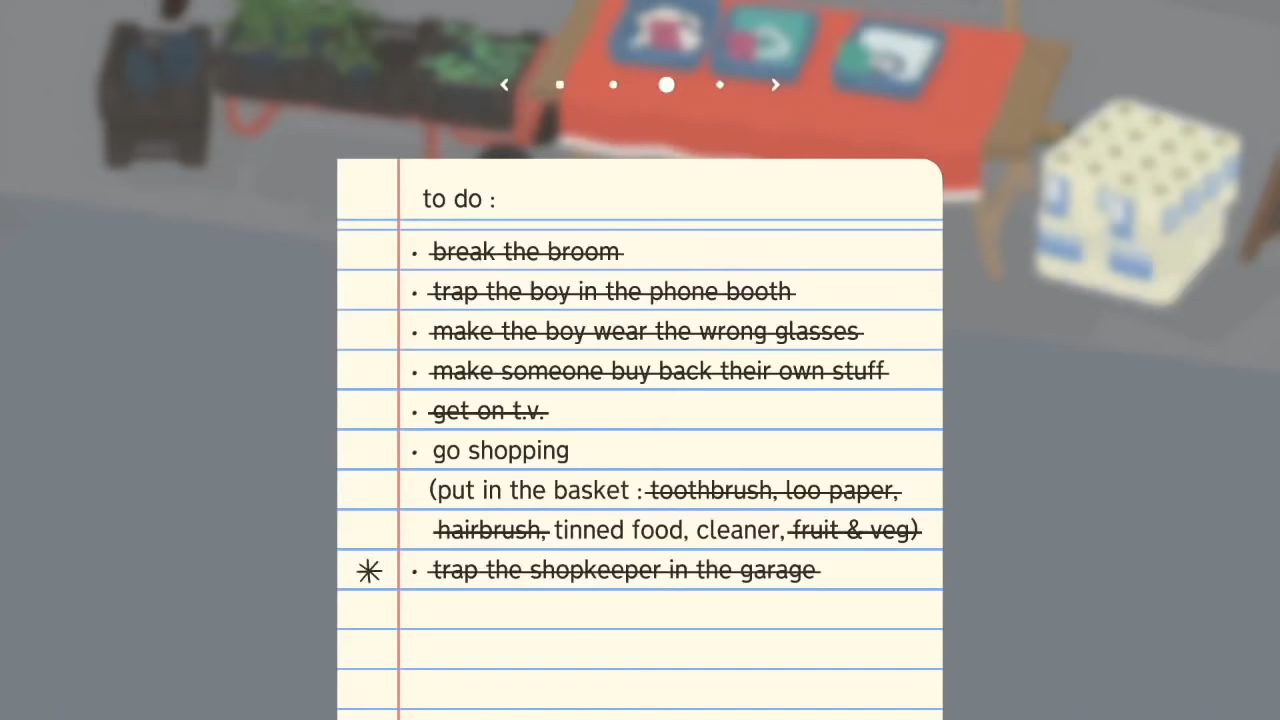 to do :
· break the broom
· trap the boy in the phone booth
· make the boy wear the wrong glasses
· make someone buy back their own stuff
· get on t.v.
· go shopping
(put in the basket : toothbrush, loo paper,
hairbrush, tinned food, cleaner, fruit & veg)
· trap the shopkeeper in the garage